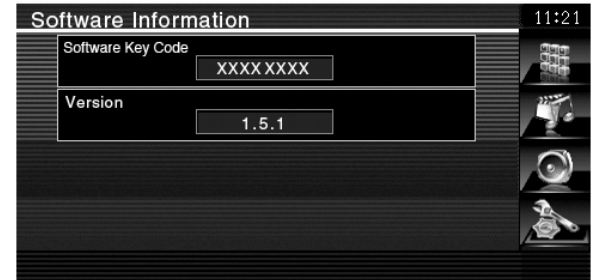 Software Information
11:21
Software Key Code
XXXX XXXX
Version
1.5.1